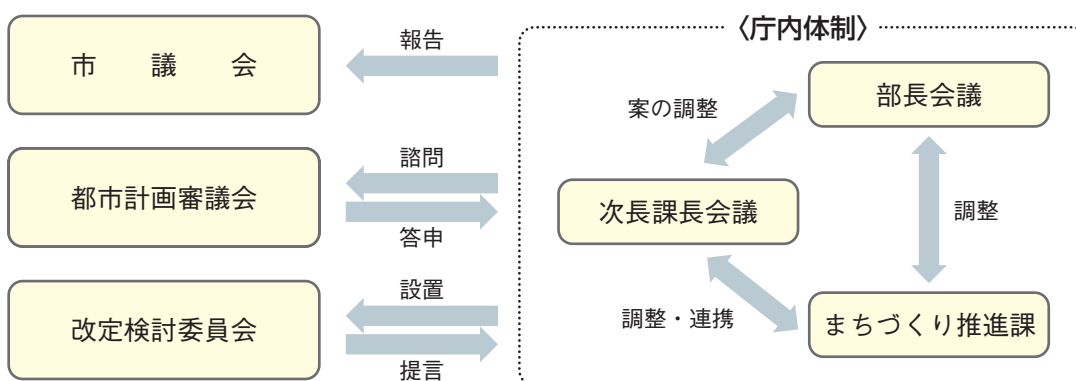 〈庁内体制〉
市　議　会
報告
都市計画審議会
諮問
答申
改定検討委員会
設置
提言
部長会議
案の調整
次長課長会議
調整
調整・連携
まちづくり推進課